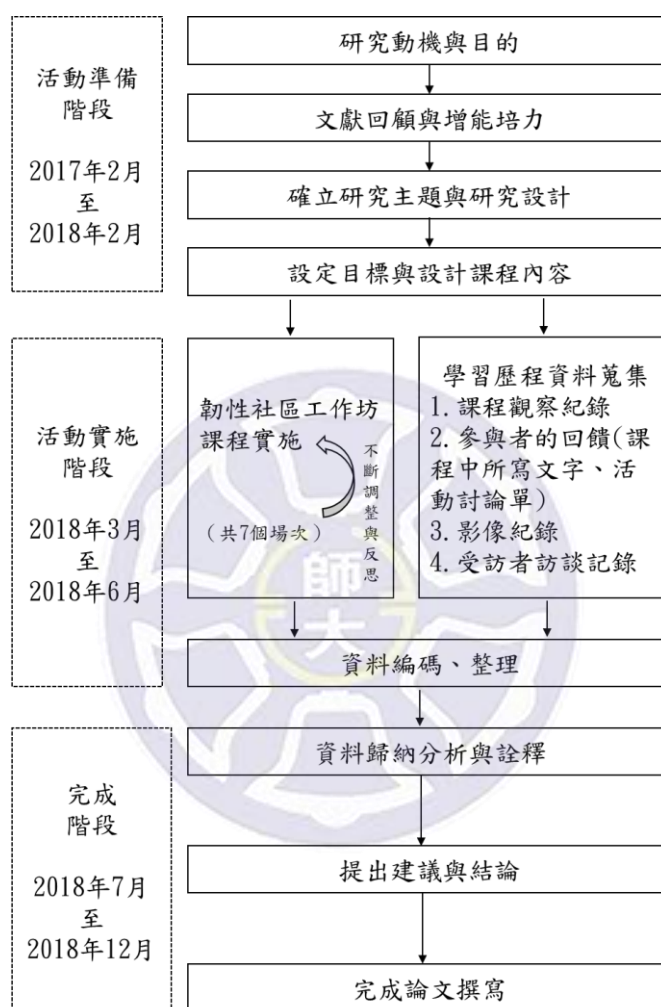 研究動機與目的
活動準備
階段
2017年2月
至
2018年2月
文獻回顧與增能培力
確立研究主題與研究設計
設定目標與設計課程內容
活動實施
階段
2018年3月
至
2018年6月
韌性社區工作坊
課程實施
(共7個場次)
不斷調整與反思
學習歷程資料蒐集
1. 課程觀察紀錄
2. 參與者的回饋(課
程中所寫文字、活
動討論單)
3. 影像紀錄
4. 受訪者訪談記錄
師大
資料編碼、整理
完成
階段
2018年7月
至
2018年12月
資料歸納分析與詮釋
提出建議與結論
完成論文撰寫